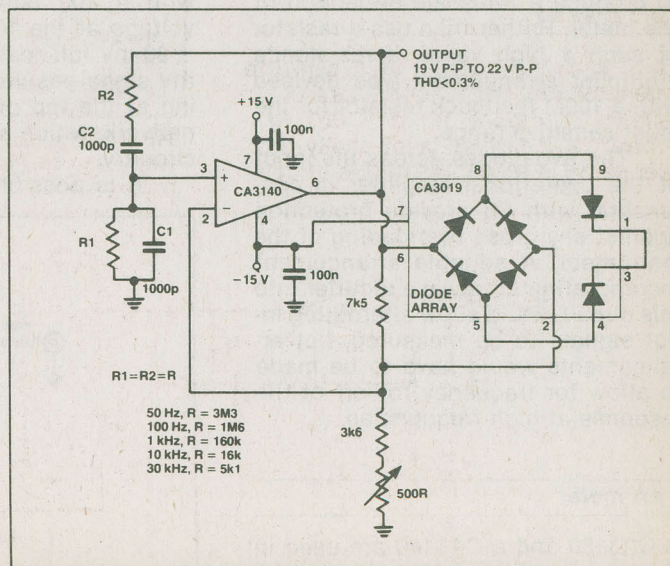 OUTPUT
19 V P-P TO 22 V P-P
THD<0.3%
R2
C2
1000p
+15 V
100n
7
3
+
CA3140
6
2
−
4
−15 V
100n
R1
C1
1000p
CA3019
8
9
7
6
1
3
DIODE
ARRAY
5
2
4
7k5
R1=R2=R
50 Hz, R = 3M3
100 Hz, R = 1M6
1 kHz, R = 160k
10 kHz, R = 16k
30 kHz, R = 5k1
3k6
500R